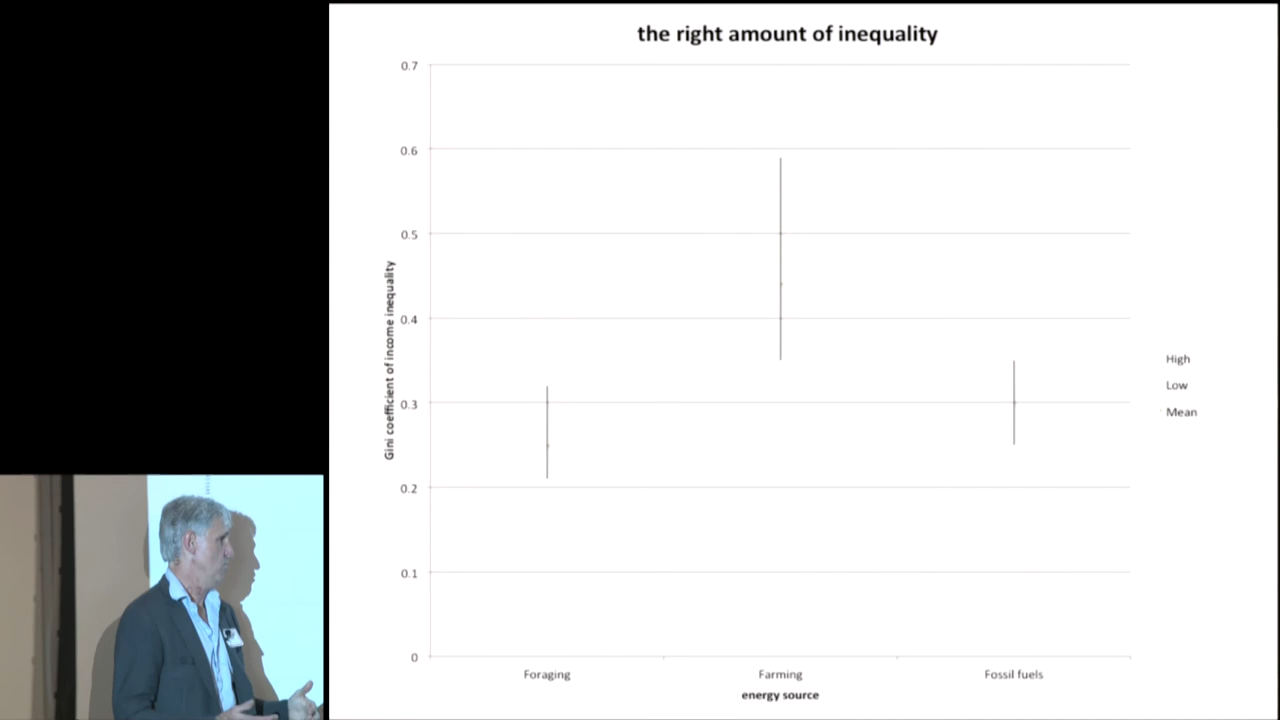 the right amount of inequality
0.7
0.6
0.5
0.4
0.3
0.2
0.1
0
Gini coefficient of income inequality
Foraging
Farming
Fossil fuels
energy source
High
Low
Mean